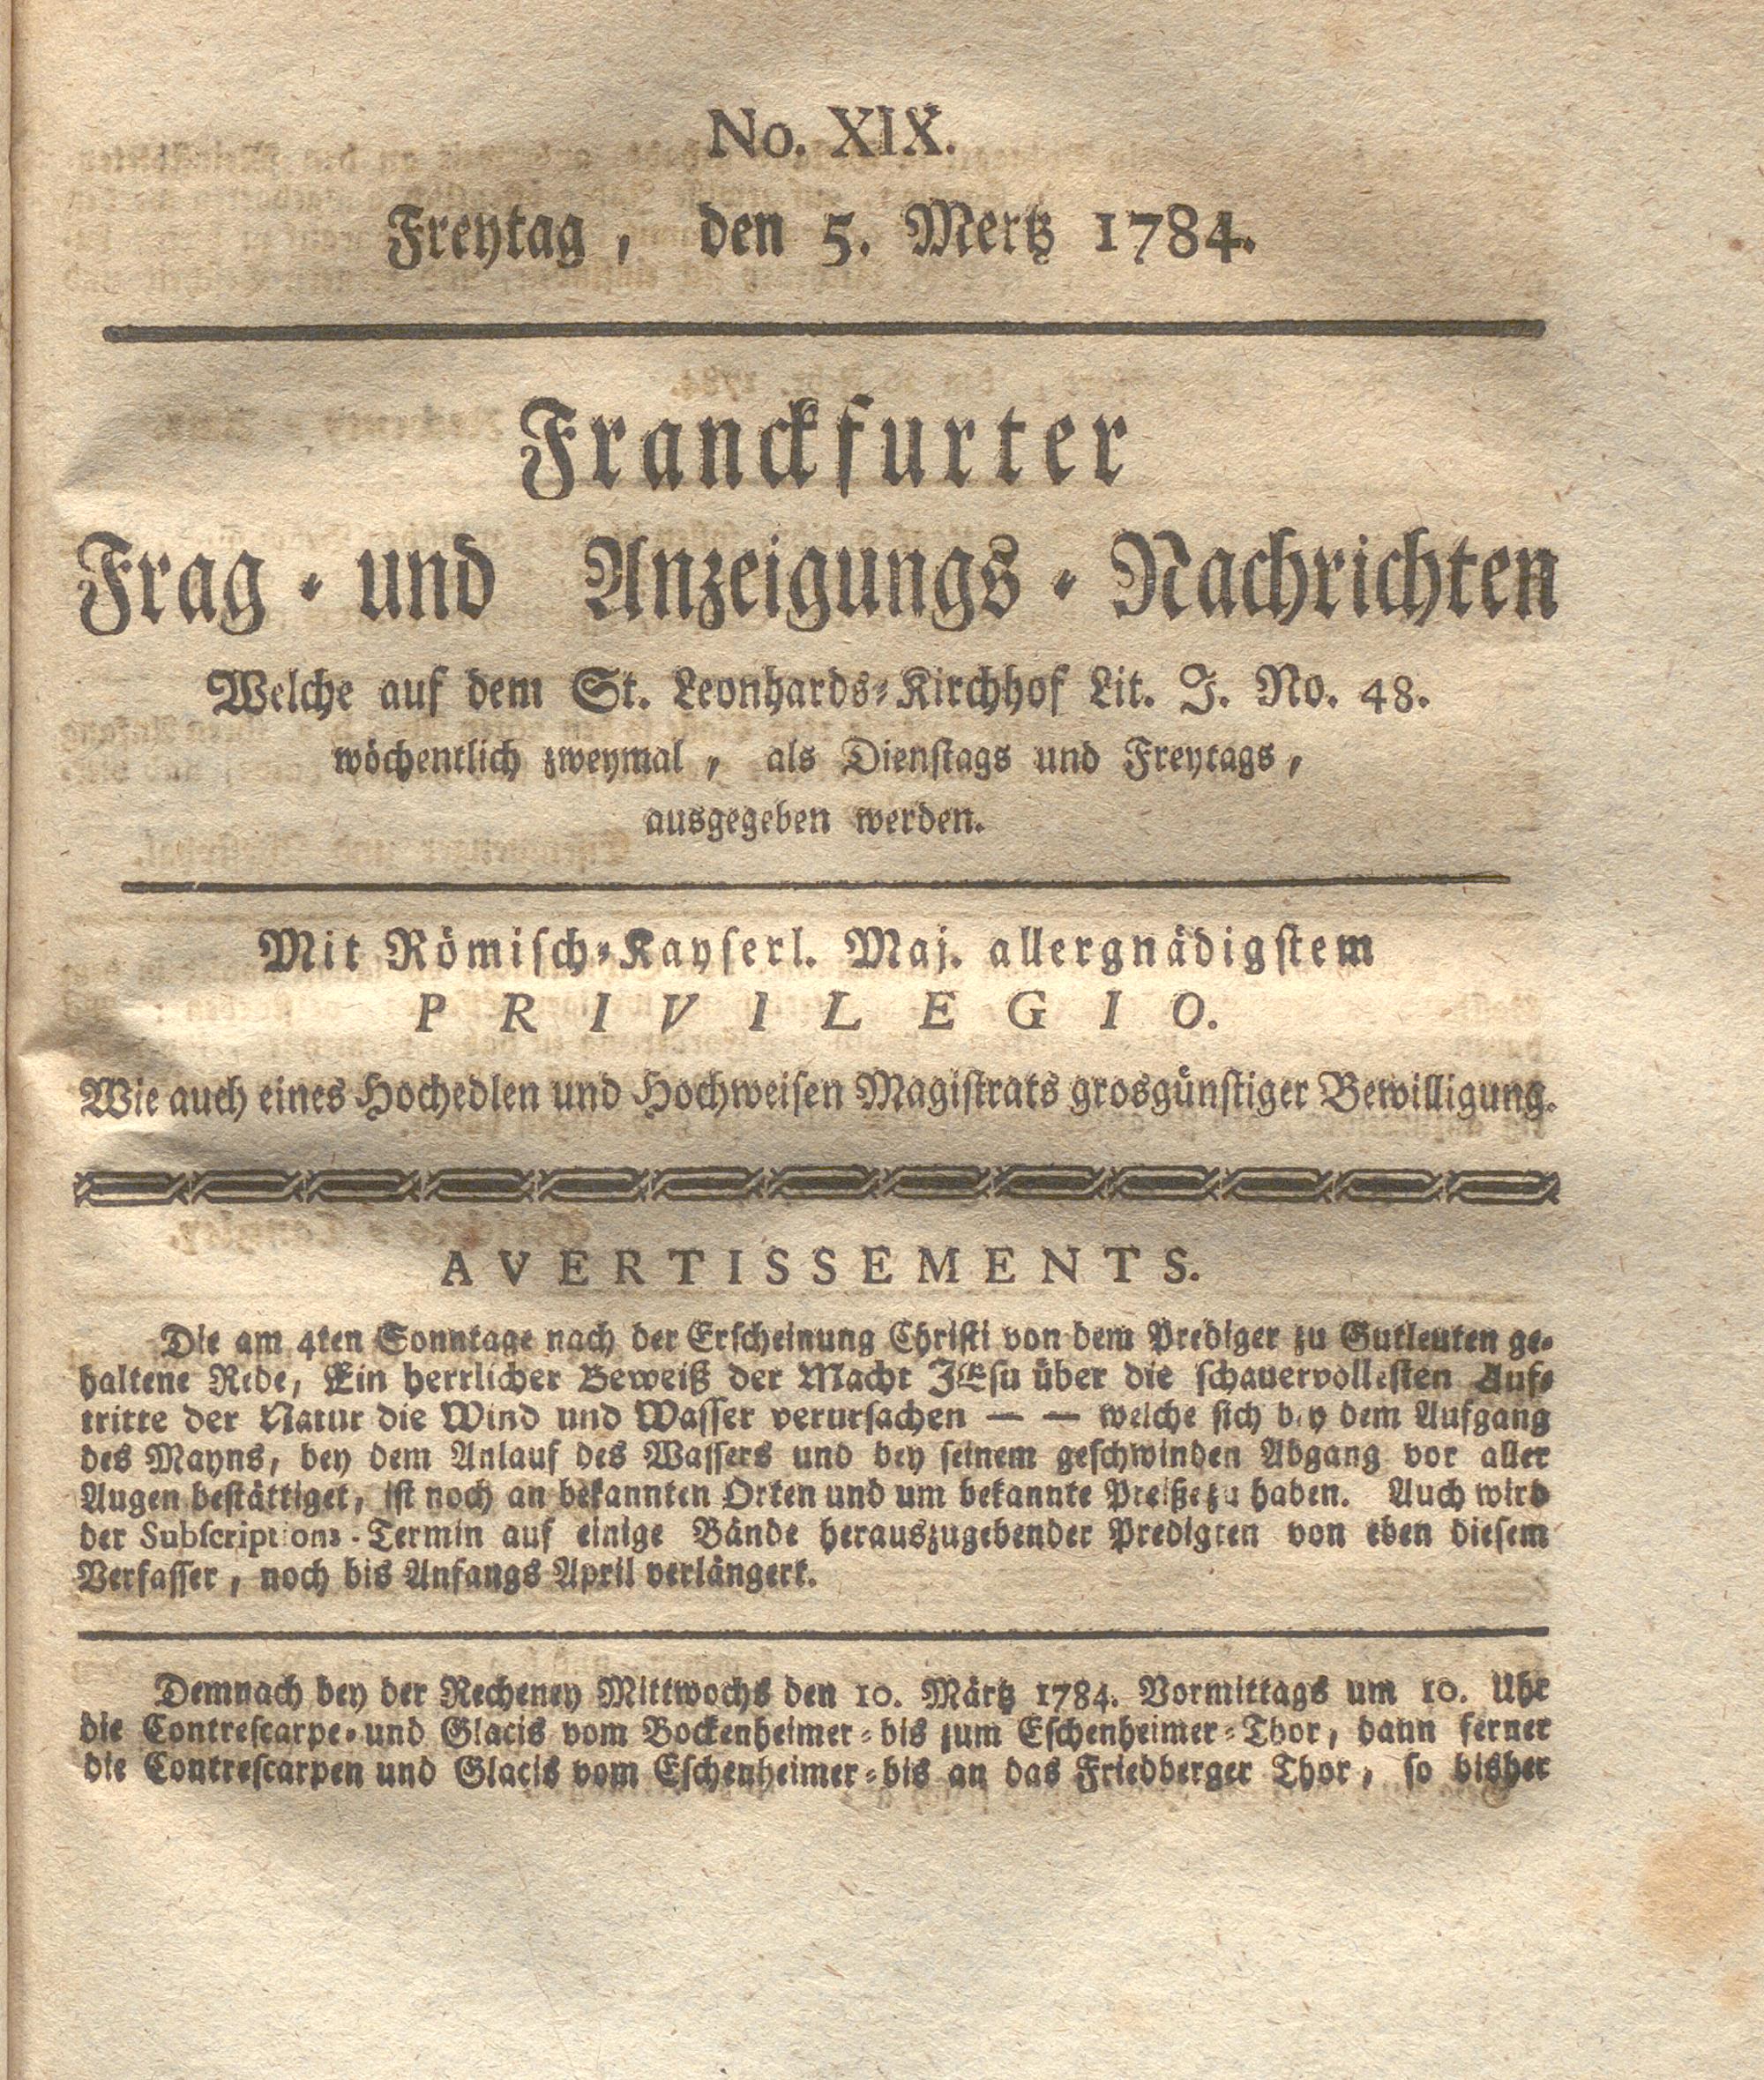 No. XIX.
Freytag, den 5. Mertz 1784.
Franckfurter
Frag- und Anzeigungs-Nachrichten
Welche auf dem St. Leonhards-Kirchhof Lit. J. No. 48.
wöchentlich zweymal, als Dienstags und Freytags,
ausgegeben werden.
Mit Römisch-Kayserl. Maj. allergnädigstem
PRIVILEGIO.
Wie auch eines Hochedlen und Hochweisen Magistrats grosgünstiger Bewilligung.
AVERTISSEMENTS.
Die am 4ten Sonntage nach der Erscheinung Christi von dem Prediger zu Gutleuten ge-
haltene Rede, Ein herrlicher Beweiß der Macht JEsu über die schauervollesten Auf-
tritte der Natur die Wind und Wasser verursachen — — welche sich bey dem Aufgang
des Mayns, bey dem Anlauf des Wassers und bey seinem geschwinden Abgang vor aller
Augen bestättiget, ist noch an bekannten Orten und um bekannte Preiße zu haben. Auch wird
der Subscriptions-Termin auf einige Bände herauszugebender Predigten von eben diesem
Verfasser, noch bis Anfangs April verlängert.
Demnach bey der Recheney Mittwochs den 10. Märtz 1784. Vormittags um 10. Uhr
die Contrescarpe- und Glacis vom Bockenheimer-bis zum Eschenheimer-Thor, dann ferner
die Contrescarpen und Glacis vom Eschenheimer-bis an das Friedberger Thor, so bisher